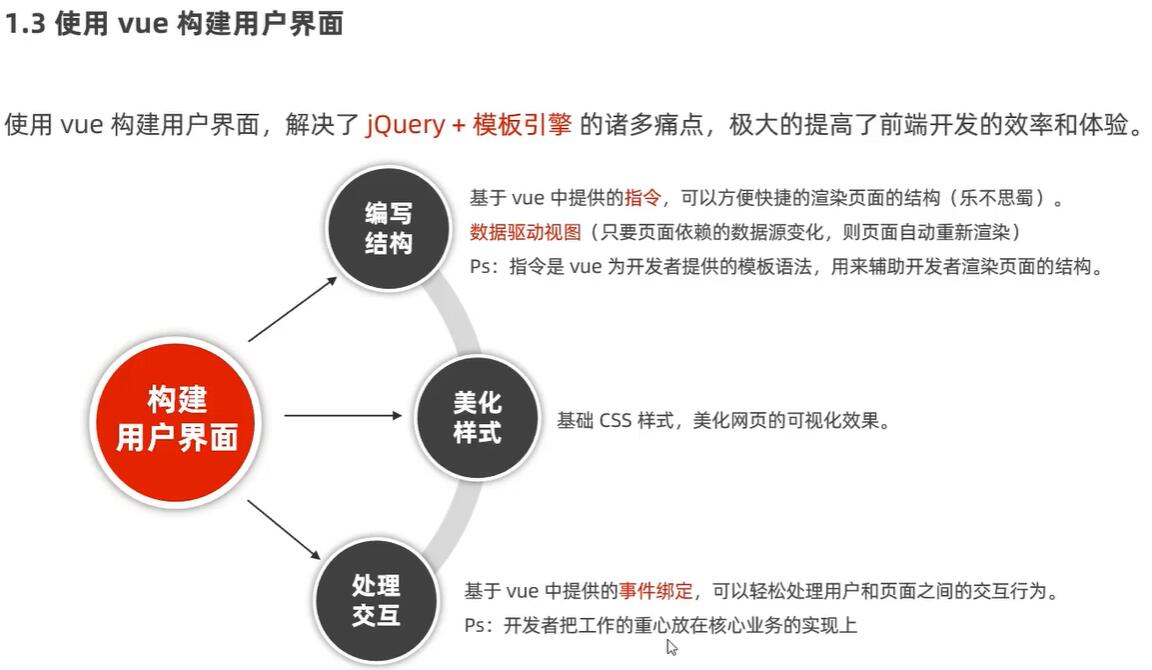 1.3 使用 vue 构建用户界面
使用 vue 构建用户界面，解决了 jQuery + 模板引擎 的诸多痛点，极大的提高了前端开发的效率和体验。
编写
结构
基于 vue 中提供的指令，可以方便快捷的渲染页面的结构（乐不思蜀）。
数据驱动视图（只要页面依赖的数据源变化，则页面自动重新渲染）
Ps：指令是 vue 为开发者提供的模板语法，用来辅助开发者渲染页面的结构。
构建
用户界面
美化
样式
基础 CSS 样式，美化网页的可视化效果。
处理
交互
基于 vue 中提供的事件绑定，可以轻松处理用户和页面之间的交互行为。
Ps：开发者把工作的重心放在核心业务的实现上